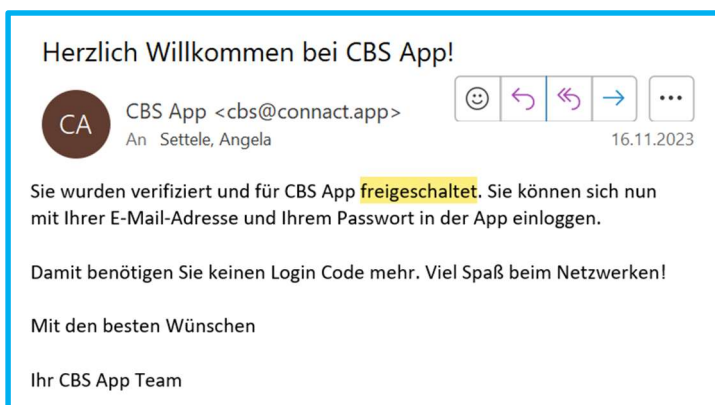 Herzlich Willkommen bei CBS App!
CA
CBS App <cbs@connact.app>
An Settele, Angela
16.11.2023
Sie wurden verifiziert und für CBS App freigeschaltet. Sie können sich nun
mit Ihrer E-Mail-Adresse und Ihrem Passwort in der App einloggen.
Damit benötigen Sie keinen Login Code mehr. Viel Spaß beim Netzwerken!
Mit den besten Wünschen
Ihr CBS App Team